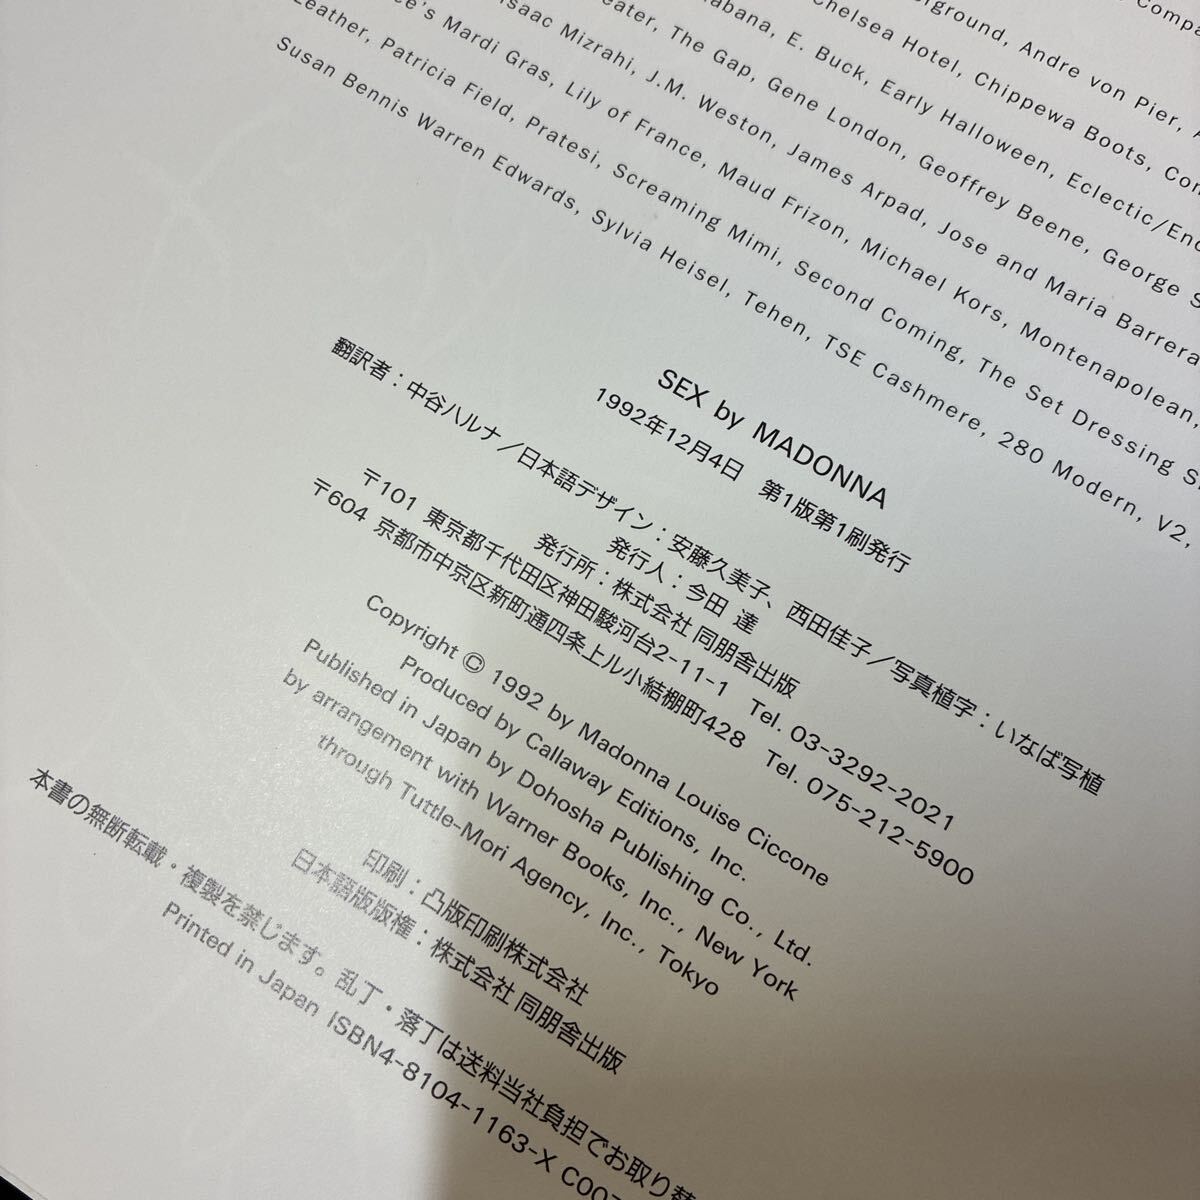 rground, Andre von Pier,
Chelsea Hotel, Chippewa Boots,
abana, E. Buck, Early Halloween, Eclectic/
eater, The Gap, Gene London, Geoffrey Beene, George
Isaac Mizrahi, J.M. Weston, James Arpad, Jose and Maria Barrera
ce's Mardi Gras, Lily of France, Maud Frizon, Michael Kors, Montenapolean,
Leather, Patricia Field, Pratesi, Screaming Mimi, Second Coming, The Set Dressing
Susan Bennis Warren Edwards, Sylvia Heisel, Tehen, TSE Cashmere, 280 Modern, V2,
SEX by MADONNA
1992年12月4日 第1版第1刷発行
翻訳者：中谷ハルナ／日本語デザイン：安藤久美子、西田佳子／写真植字：いなば写植
発行人：今田 達
発行所：株式会社 同朋舎出版
〒101 東京都千代田区神田駿河台2-11-1 Tel. 03-3292-2021
〒604 京都市中京区新町通四条上ル小結棚町428 Tel. 075-212-5900
Copyright © 1992 by Madonna Louise Ciccone
Produced by Callaway Editions, Inc.
Published in Japan by Dohosha Publishing Co., Ltd.
by arrangement with Warner Books, Inc., New York
through Tuttle-Mori Agency, Inc., Tokyo
印刷：凸版印刷株式会社
日本語版版権：株式会社 同朋舎出版
本書の無断転載・複製を禁じます。乱丁・落丁は送料当社負担でお取り替
Printed in Japan ISBN4-8104-1163-X